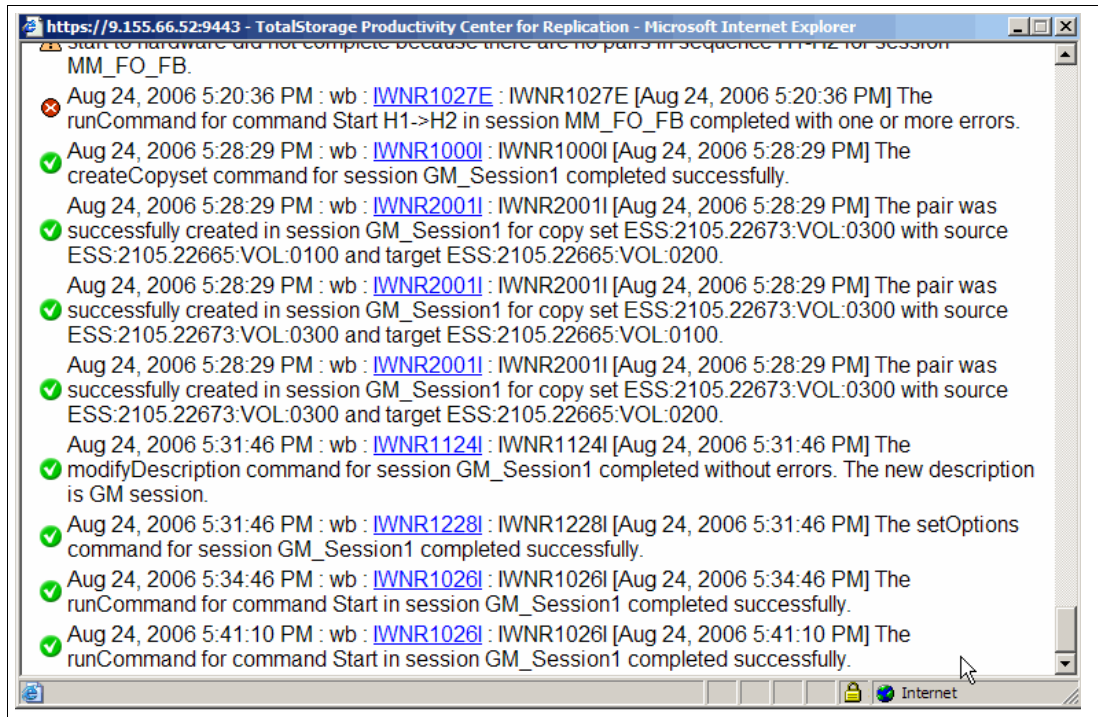 https://9.155.66.52:9443 - TotalStorage Productivity Center for Replication - Microsoft Internet Explorer
start to hardware did not complete because there are no pairs in sequence H1-H2 for session
MM_FO_FB.
Aug 24, 2006 5:20:36 PM : wb : IWNR1027E : IWNR1027E [Aug 24, 2006 5:20:36 PM] The
runCommand for command Start H1->H2 in session MM_FO_FB completed with one or more errors.
Aug 24, 2006 5:28:29 PM : wb : IWNR1000I : IWNR1000I [Aug 24, 2006 5:28:29 PM] The
createCopyset command for session GM_Session1 completed successfully.
Aug 24, 2006 5:28:29 PM : wb : IWNR2001I : IWNR2001I [Aug 24, 2006 5:28:29 PM] The pair was
successfully created in session GM_Session1 for copy set ESS:2105.22673:VOL:0300 with source
ESS:2105.22665:VOL:0100 and target ESS:2105.22665:VOL:0200.
Aug 24, 2006 5:28:29 PM : wb : IWNR2001I : IWNR2001I [Aug 24, 2006 5:28:29 PM] The pair was
successfully created in session GM_Session1 for copy set ESS:2105.22673:VOL:0300 with source
ESS:2105.22673:VOL:0300 and target ESS:2105.22665:VOL:0100.
Aug 24, 2006 5:28:29 PM : wb : IWNR2001I : IWNR2001I [Aug 24, 2006 5:28:29 PM] The pair was
successfully created in session GM_Session1 for copy set ESS:2105.22673:VOL:0300 with source
ESS:2105.22673:VOL:0300 and target ESS:2105.22665:VOL:0200.
Aug 24, 2006 5:31:46 PM : wb : IWNR1124I : IWNR1124I [Aug 24, 2006 5:31:46 PM] The
modifyDescription command for session GM_Session1 completed without errors. The new description
is GM session.
Aug 24, 2006 5:31:46 PM : wb : IWNR1228I : IWNR1228I [Aug 24, 2006 5:31:46 PM] The setOptions
command for session GM_Session1 completed successfully.
Aug 24, 2006 5:34:46 PM : wb : IWNR1026I : IWNR1026I [Aug 24, 2006 5:34:46 PM] The
runCommand for command Start in session GM_Session1 completed successfully.
Aug 24, 2006 5:41:10 PM : wb : IWNR1026I : IWNR1026I [Aug 24, 2006 5:41:10 PM] The
runCommand for command Start in session GM_Session1 completed successfully.
Internet